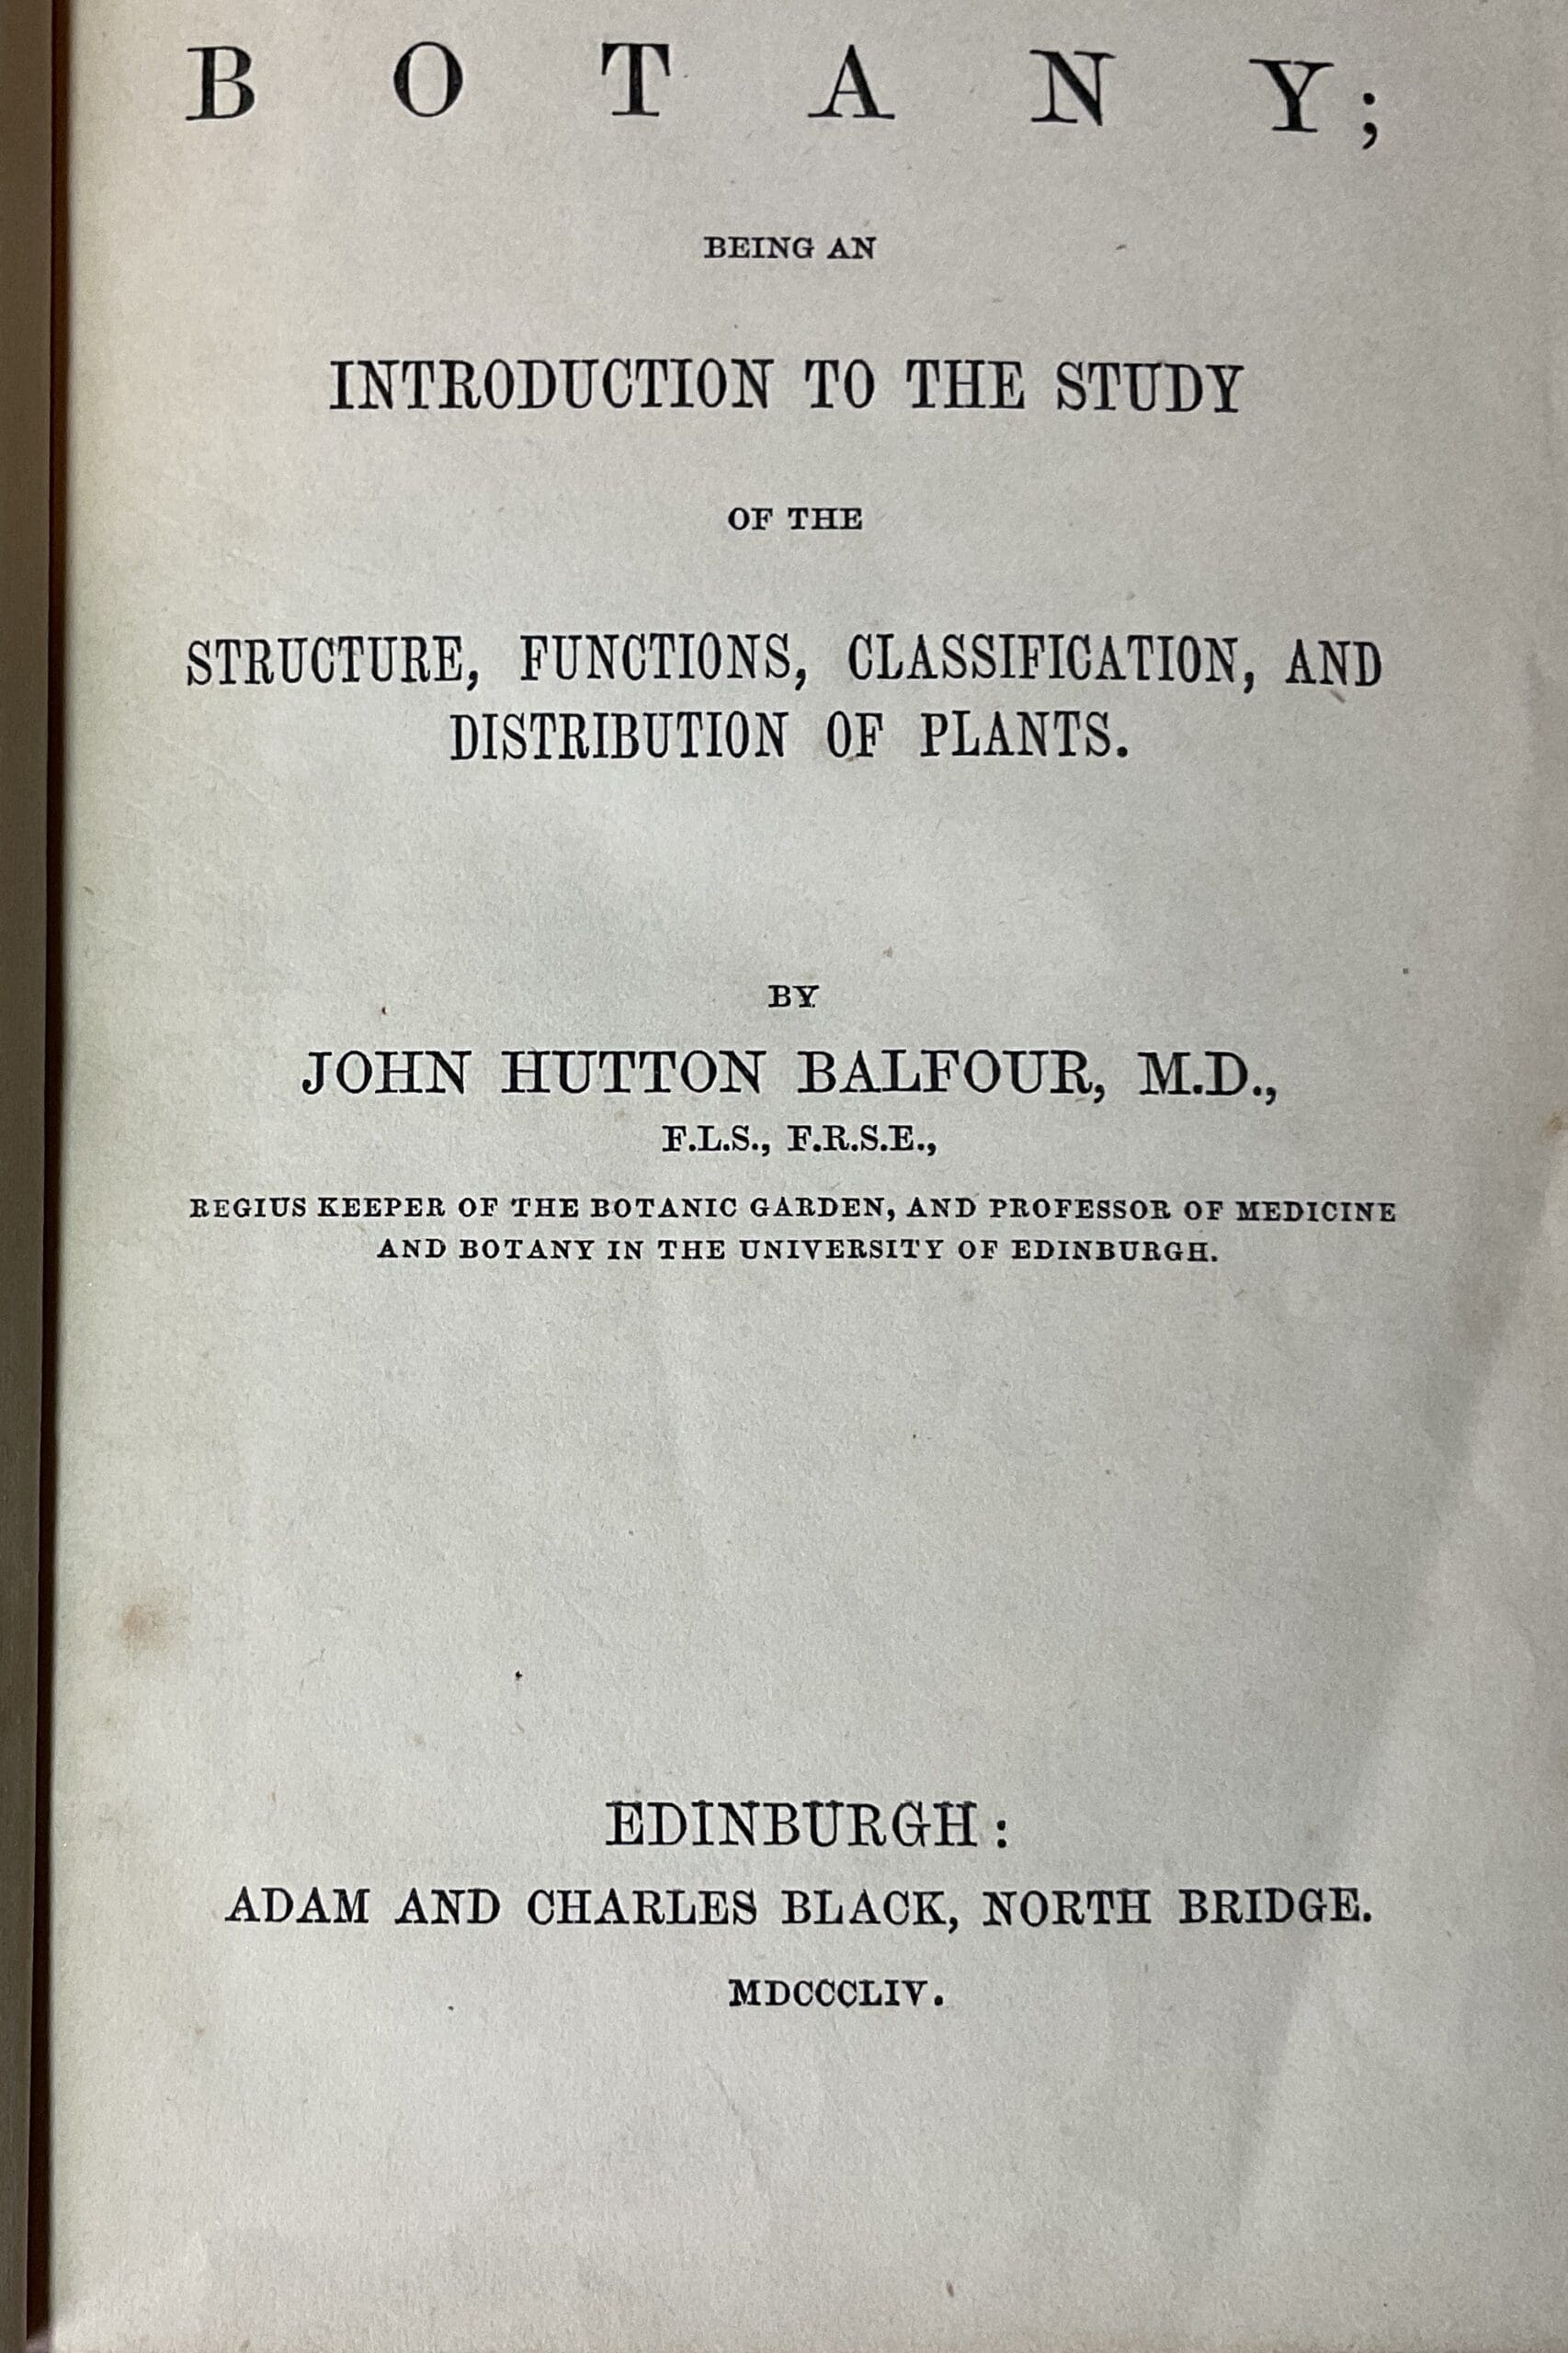 BOTANY;
BEING AN
INTRODUCTION TO THE STUDY
OF THE
STRUCTURE, FUNCTIONS, CLASSIFICATION, AND
DISTRIBUTION OF PLANTS.
BY
JOHN HUTTON BALFOUR, M.D.,
F.L.S., F.R.S.E.,
REGIUS KEEPER OF THE BOTANIC GARDEN, AND PROFESSOR OF MEDICINE
AND BOTANY IN THE UNIVERSITY OF EDINBURGH.
EDINBURGH:
ADAM AND CHARLES BLACK, NORTH BRIDGE.
MDCCCLIV.